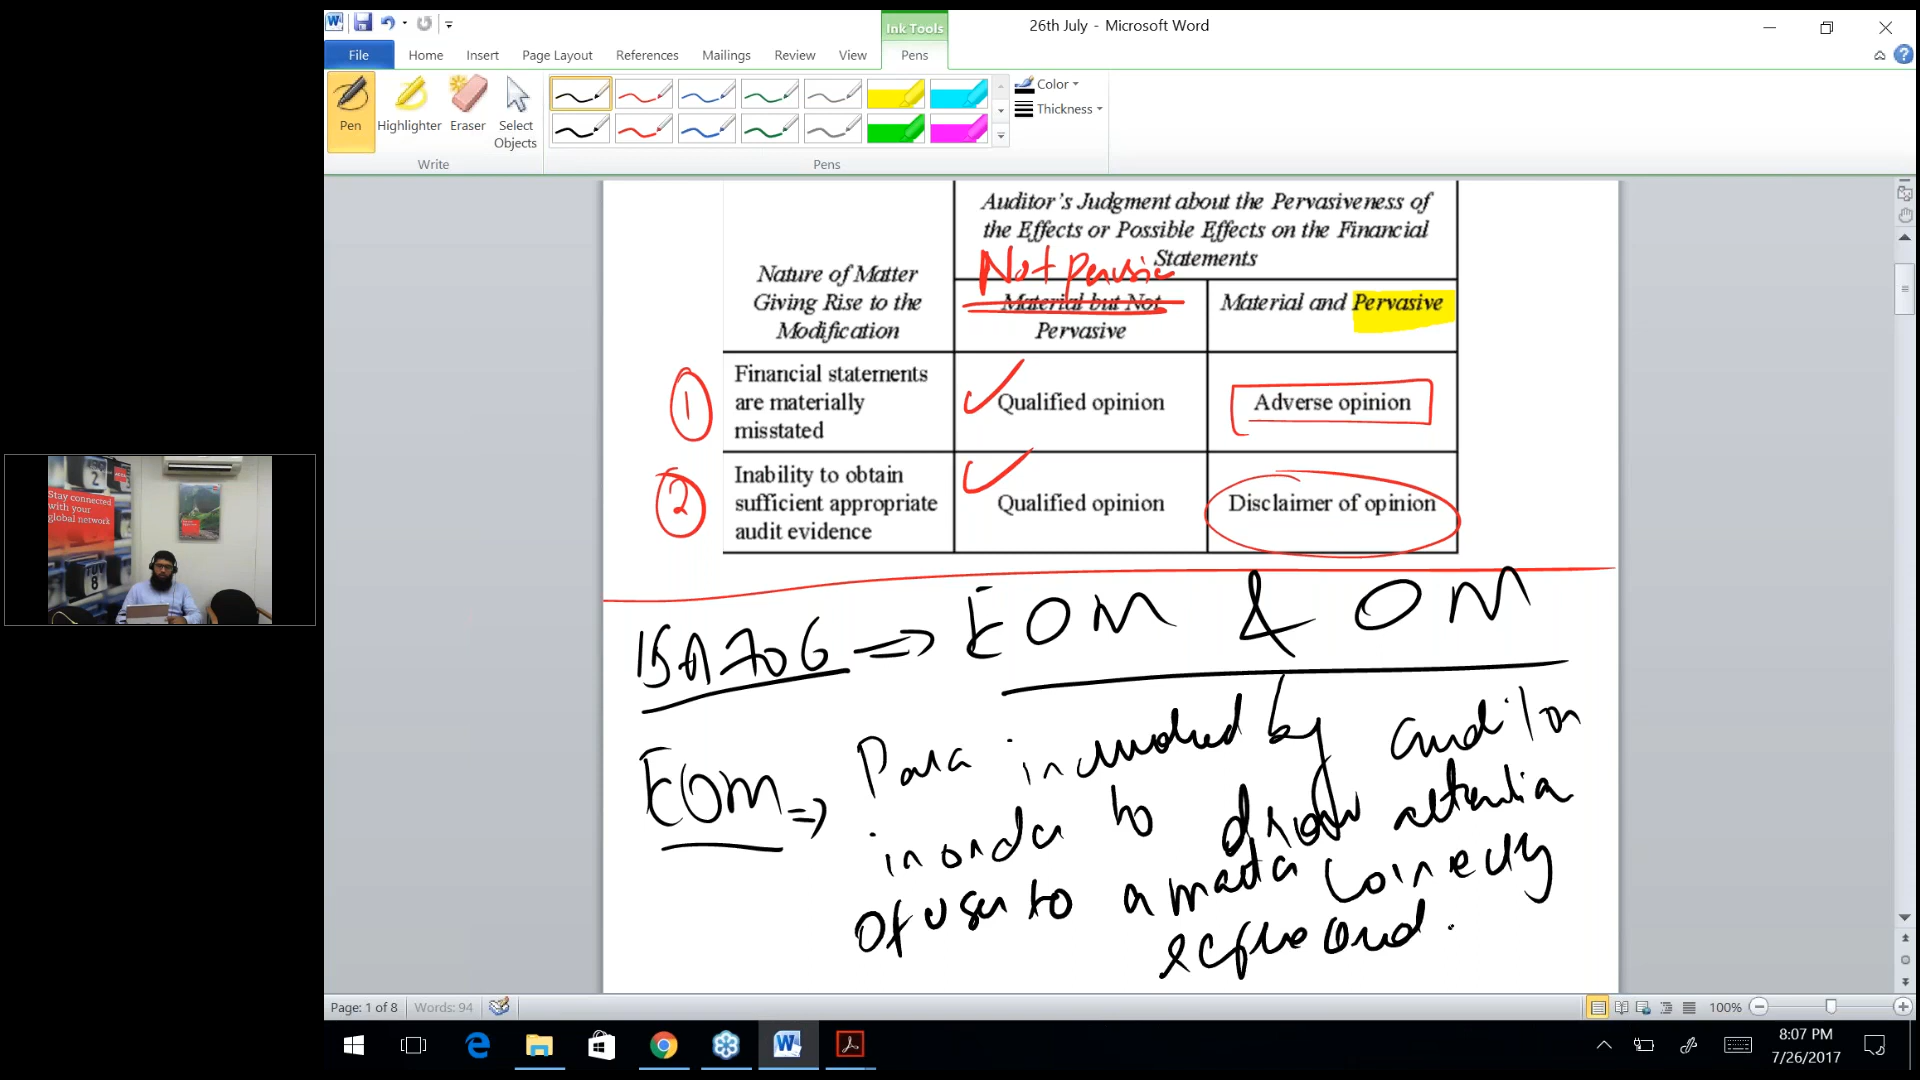 26th July - Microsoft Word
Ink Tools
File Home Insert Page Layout References Mailings Review View Pens
Pen Highlighter Eraser Select Objects
Color
Thickness
Write
Pens
Auditor's Judgment about the Pervasiveness of
the Effects or Possible Effects on the Financial
Statements
Nature of Matter
Giving Rise to the
Modification
Not
Material but Not
Pervasive
Material and Pervasive
1
Financial statements
are materially
misstated
Qualified opinion
Adverse opinion
2
Inability to obtain
sufficient appropriate
audit evidence
Qualified opinion
Disclaimer of opinion
ISA 706 => EOM & OM
EOM => Para included by auditor
in order to draw attention
of user to a matter correctly
Stay connected
with your
global network
Page: 1 of 8 Words: 94
100%
8:07 PM
7/26/2017